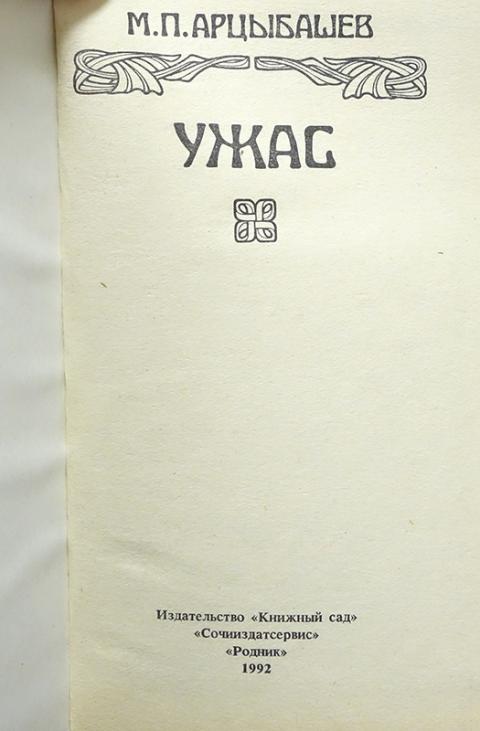 М.П.АРЦЫБАШЕВ
УЖАС
Издательство «Книжный сад»
«Сочииздатсервис»
«Родник»
1992